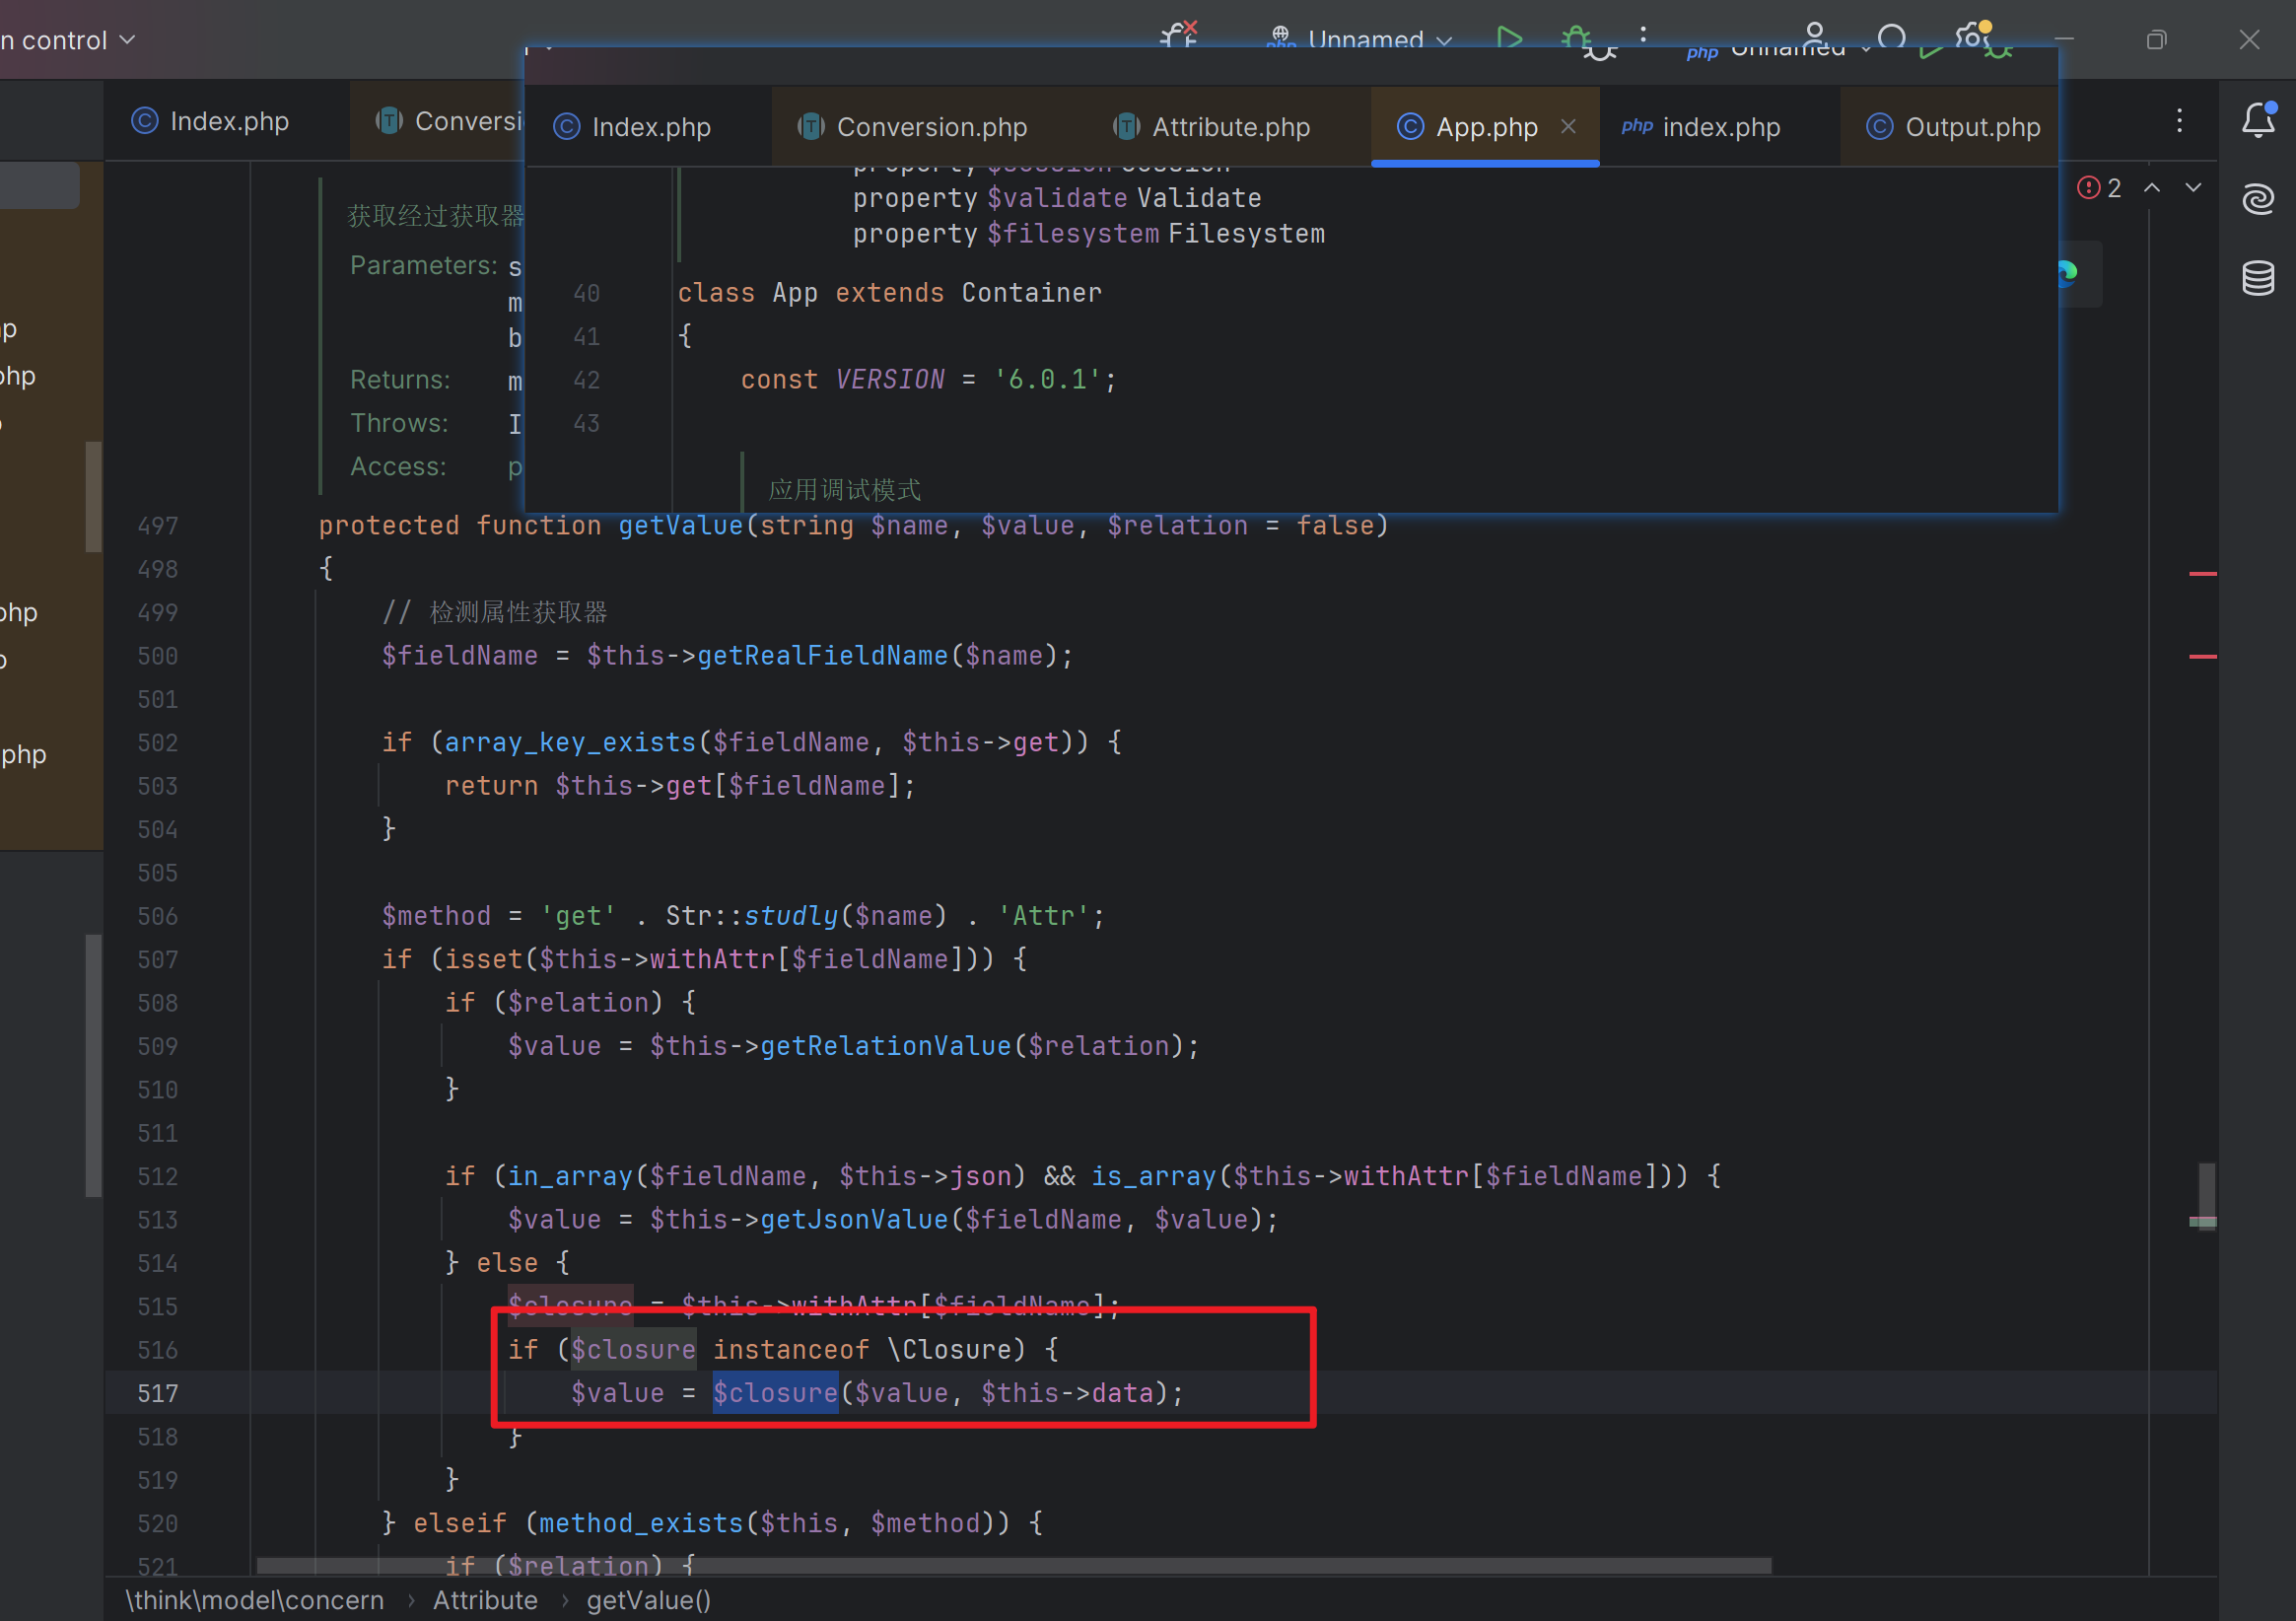 n control
Unnamed
php Unnamed
Index.php
Conversi
Index.php
Conversion.php
Attribute.php
App.php
php index.php
Output.php
2
property $session Session
property $validate Validate
property $filesystem Filesystem
40 class App extends Container
41 {
42 const VERSION = '6.0.1';
43
应用调试模式
获取经过获取器
Parameters: s
m
b
Returns: m
Throws: I
Access: p
p
php
php
php
497 protected function getValue(string $name, $value, $relation = false)
498 {
499 // 检测属性获取器
500 $fieldName = $this->getRealFieldName($name);
501
502 if (array_key_exists($fieldName, $this->get)) {
503 return $this->get[$fieldName];
504 }
505
506 $method = 'get' . Str::studly($name) . 'Attr';
507 if (isset($this->withAttr[$fieldName])) {
508 if ($relation) {
509 $value = $this->getRelationValue($relation);
510 }
511
512 if (in_array($fieldName, $this->json) && is_array($this->withAttr[$fieldName])) {
513 $value = $this->getJsonValue($fieldName, $value);
514 } else {
515 $closure = $this->withAttr[$fieldName];
516 if ($closure instanceof \Closure) {
517 $value = $closure($value, $this->data);
518 }
519 }
520 } elseif (method_exists($this, $method)) {
521 if ($relation) {
\think\model\concern › Attribute › getValue()